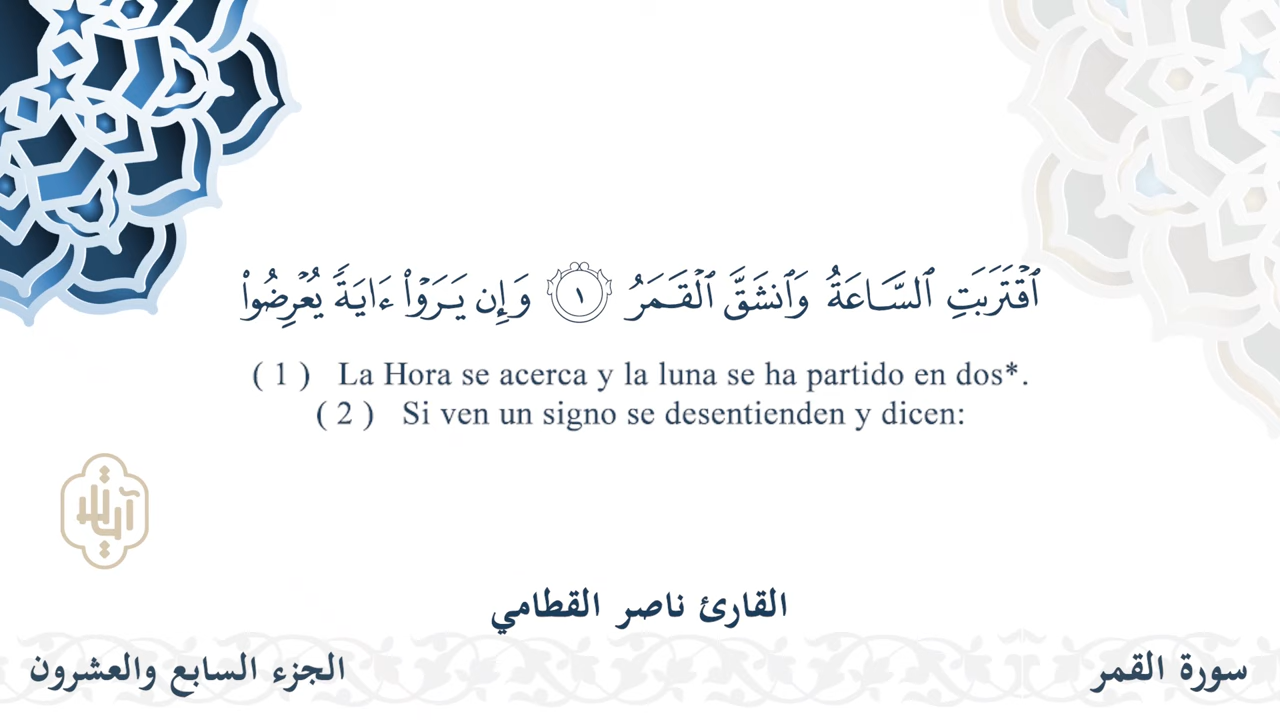 ٱقۡتَرَبَتِ ٱلسَّاعَةُ وَٱنشَقَّ ٱلۡقَمَرُ ١ وَإِن يَرَوۡاْ ءَايَةٗ يُعۡرِضُواْ
( 1 ) La Hora se acerca y la luna se ha partido en dos*.
( 2 ) Si ven un signo se desentienden y dicen:
آيات
القارئ ناصر القطامي
سورة القمر
الجزء السابع والعشرون